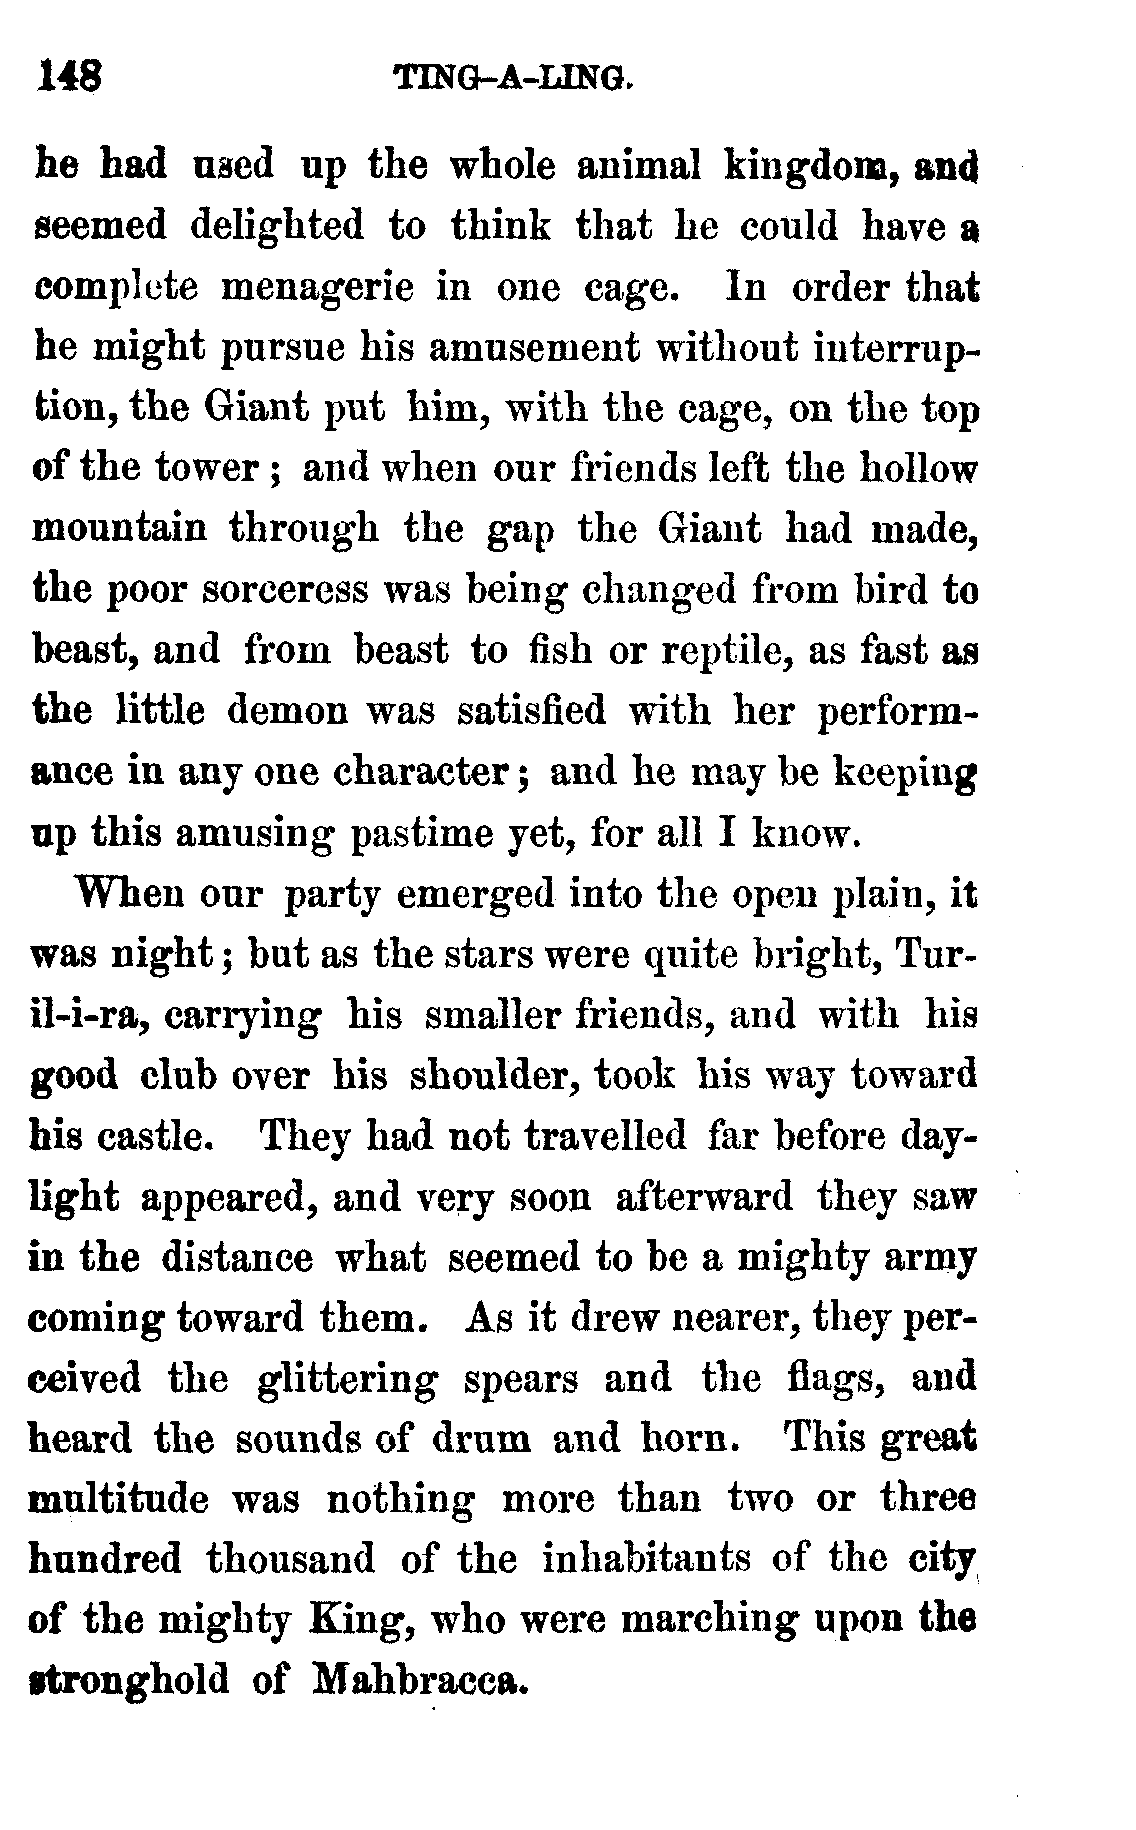 148 TING-A-LING.
he had used up the whole animal kingdom, and
seemed delighted to think that he could have a
complete menagerie in one cage. In order that
he might pursue his amusement without interrup-
tion, the Giant put him, with the cage, on the top
of the tower; and when our friends left the hollow
mountain through the gap the Giant had made,
the poor sorceress was being changed from bird to
beast, and from beast to fish or reptile, as fast as
the little demon was satisfied with her perform-
ance in any one character; and he may be keeping
up this amusing pastime yet, for all I know.
When our party emerged into the open plain, it
was night; but as the stars were quite bright, Tur-
il-i-ra, carrying his smaller friends, and with his
good club over his shoulder, took his way toward
his castle. They had not travelled far before day-
light appeared, and very soon afterward they saw
in the distance what seemed to be a mighty army
coming toward them. As it drew nearer, they per-
ceived the glittering spears and the flags, and
heard the sounds of drum and horn. This great
multitude was nothing more than two or three
hundred thousand of the inhabitants of the city
of the mighty King, who were marching upon the
stronghold of Mahbracca.